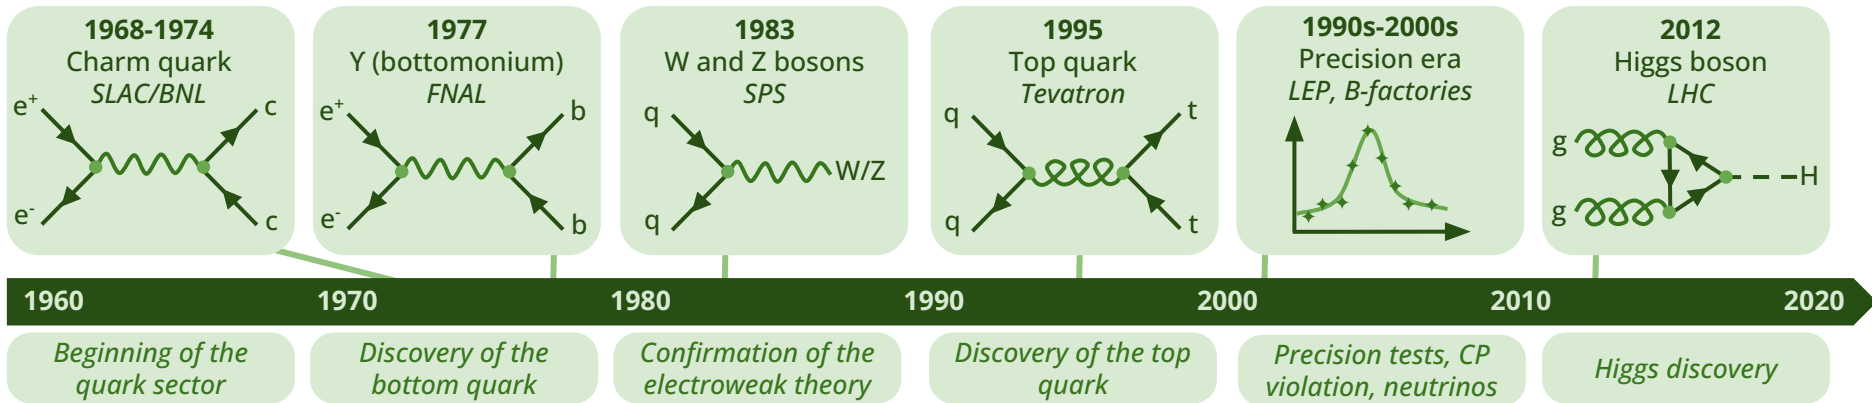 1968-1974
Charm quark
SLAC/BNL
e+
c
e-
c
1977
Y (bottomonium)
FNAL
e+
b
e-
b
1983
W and Z bosons
SPS
q
W/Z
q
1995
Top quark
Tevatron
q
t
q
t
1990s-2000s
Precision era
LEP, B-factories
2012
Higgs boson
LHC
g
H
g
1960 1970 1980 1990 2000 2010 2020
Beginning of the
quark sector
Discovery of the
bottom quark
Confirmation of the
electroweak theory
Discovery of the top
quark
Precision tests, CP
violation, neutrinos
Higgs discovery